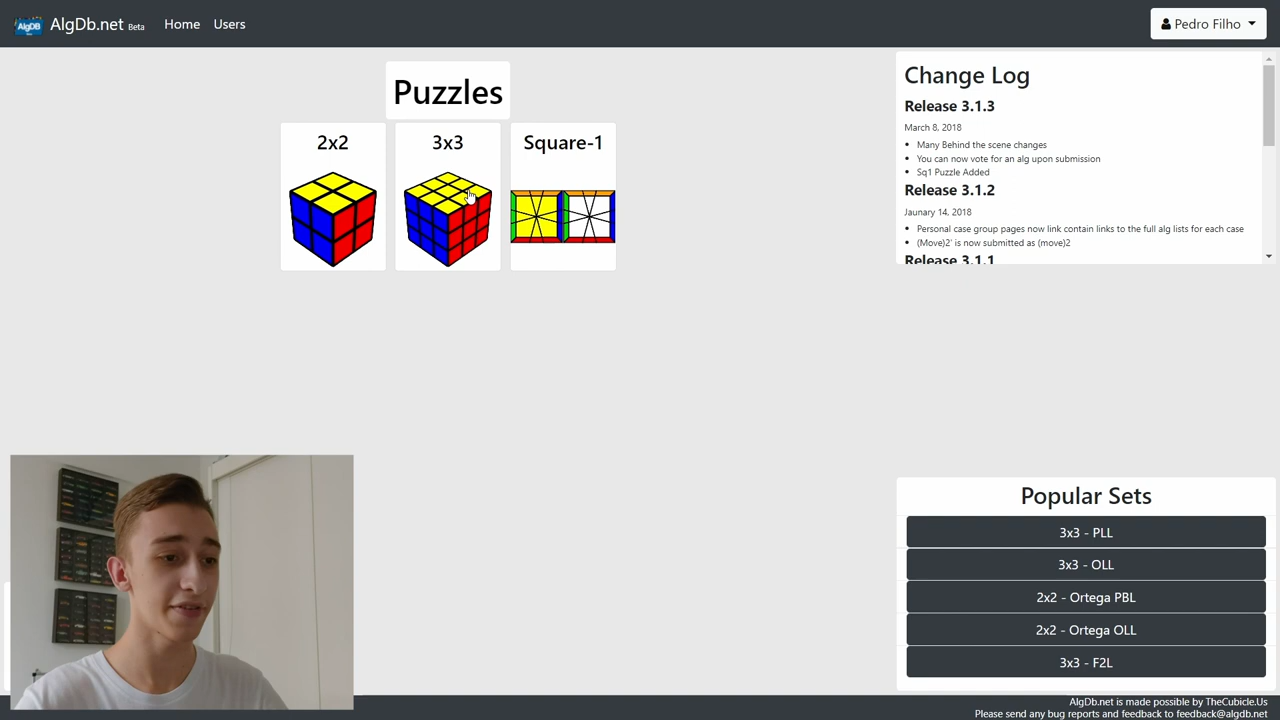 AlgDB
AlgDb.net Beta
Home
Users
Pedro Filho
Puzzles
2x2
3x3
Square-1
Change Log
Release 3.1.3
March 8, 2018
Many Behind the scene changes
You can now vote for an alg upon submission
Sq1 Puzzle Added
Release 3.1.2
Jaunary 14, 2018
Personal case group pages now link contain links to the full alg lists for each case
(Move)2' is now submitted as (move)2
Release 3.1.1
Popular Sets
3x3 - PLL
3x3 - OLL
2x2 - Ortega PBL
2x2 - Ortega OLL
3x3 - F2L
AlgDb.net is made possible by TheCubicle.Us
Please send any bug reports and feedback to feedback@algdb.net